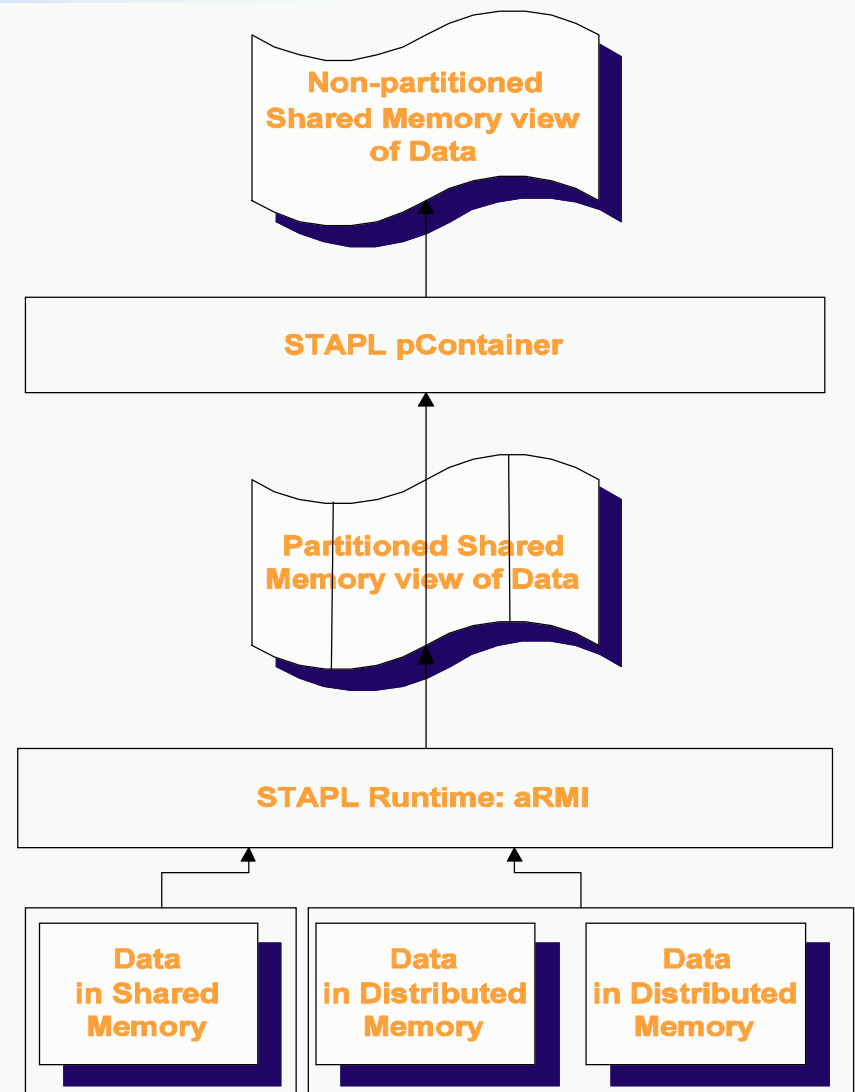 Non-partitioned
Shared Memory view
of Data
STAPL pContainer
Partitioned Shared
Memory view of Data
STAPL Runtime: aRMI
Data
in Shared
Memory
Data
in Distributed
Memory
Data
in Distributed
Memory